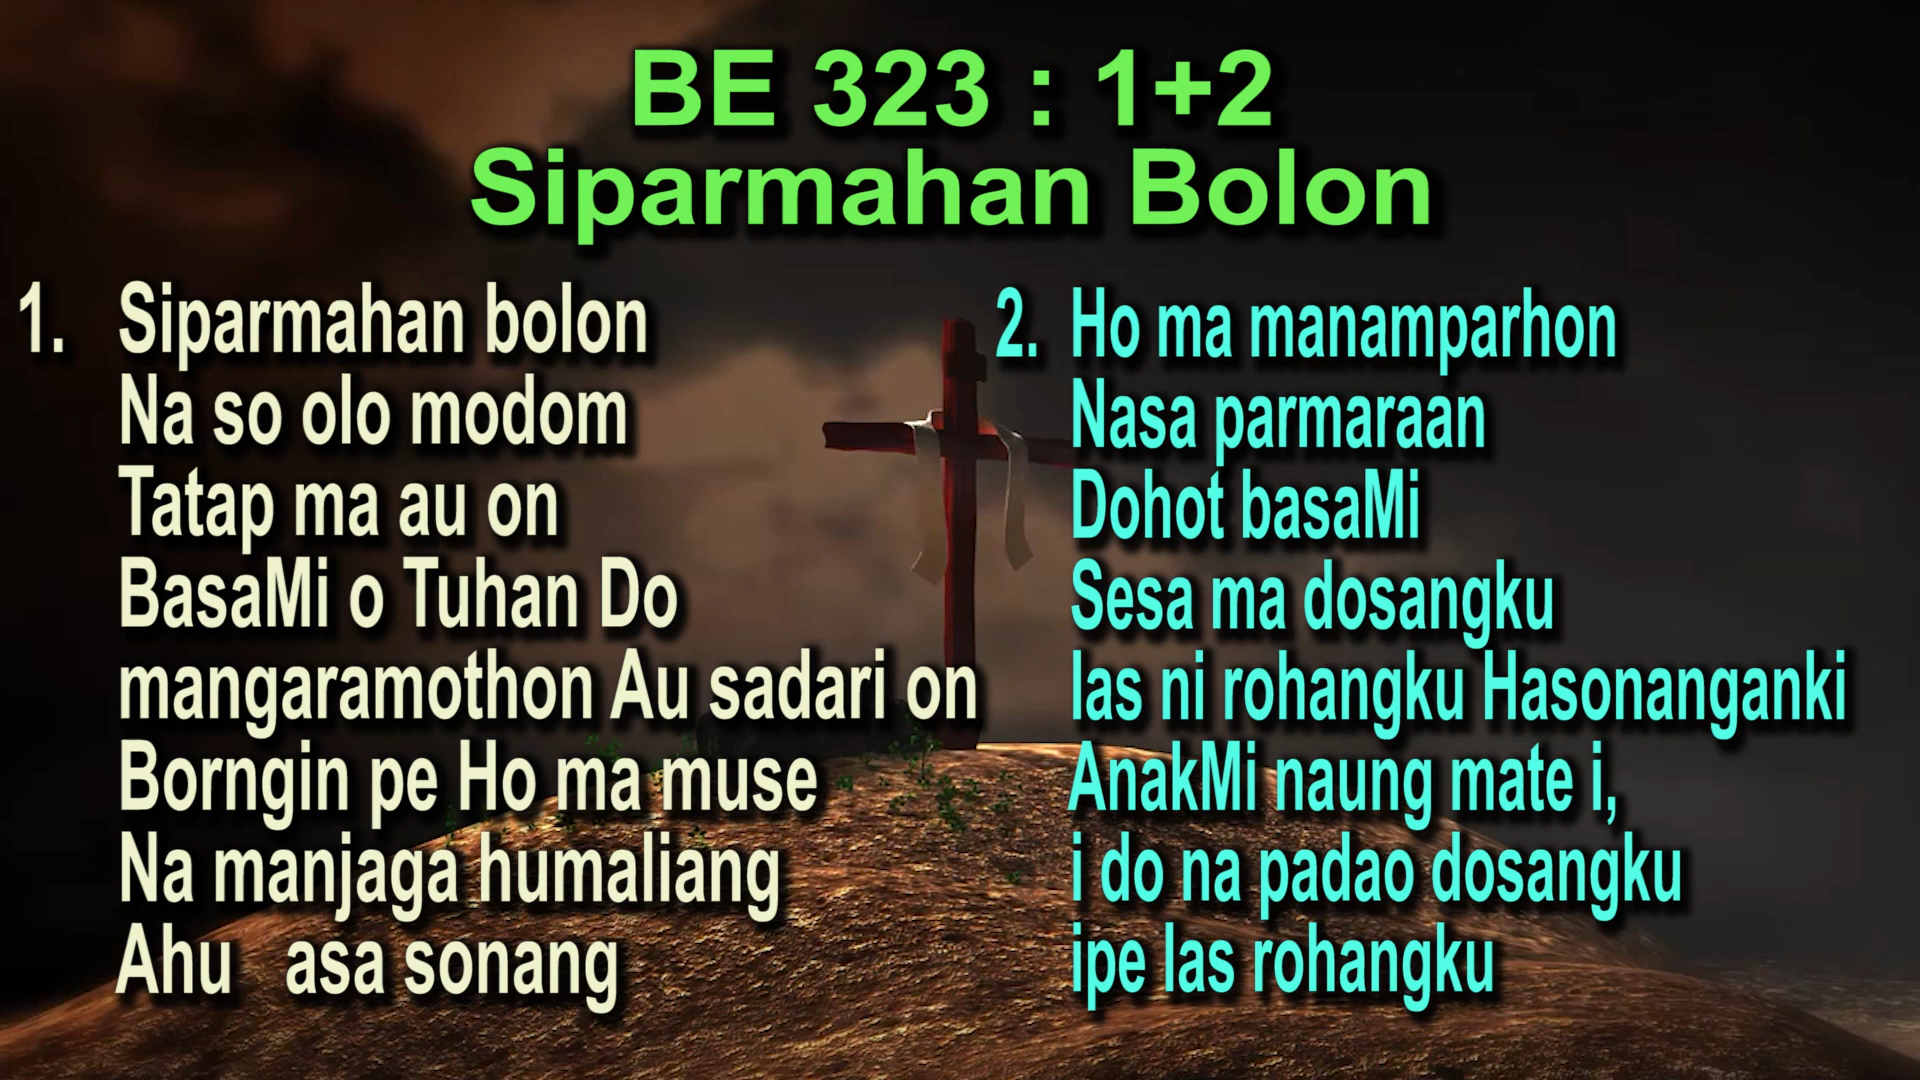 BE 323 : 1+2
Siparmahan Bolon
1. Siparmahan bolon
Na so olo modom
Tatap ma au on
BasaMi o Tuhan Do
mangaramothon Au sadari on
Borngin pe Ho ma muse
Na manjaga humaliang
Ahu asa sonang
2. Ho ma manamparhon
Nasa parmaraan
Dohot basaMi
Sesa ma dosangku
las ni rohangku Hasonanganki
AnakMi naung mate i,
i do na padao dosangku
ipe las rohangku